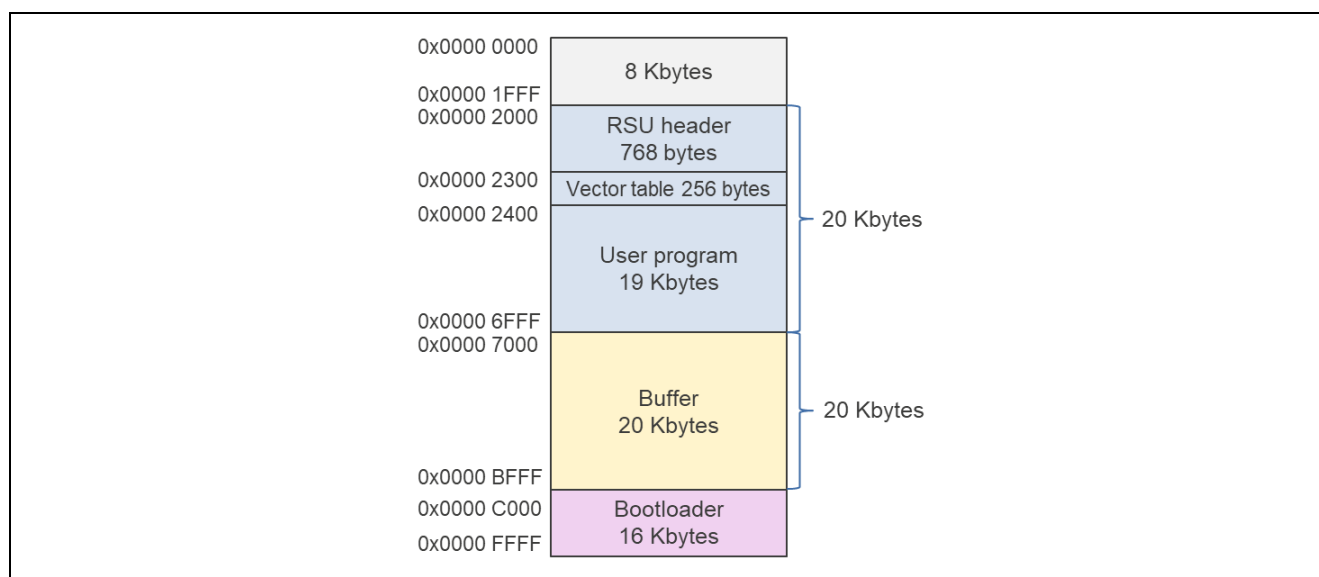 0x0000 0000
8 Kbytes
0x0000 1FFF
0x0000 2000
RSU header
768 bytes
0x0000 2300
Vector table 256 bytes
0x0000 2400
20 Kbytes
User program
19 Kbytes
0x0000 6FFF
0x0000 7000
Buffer
20 Kbytes
20 Kbytes
0x0000 BFFF
0x0000 C000
Bootloader
16 Kbytes
0x0000 FFFF